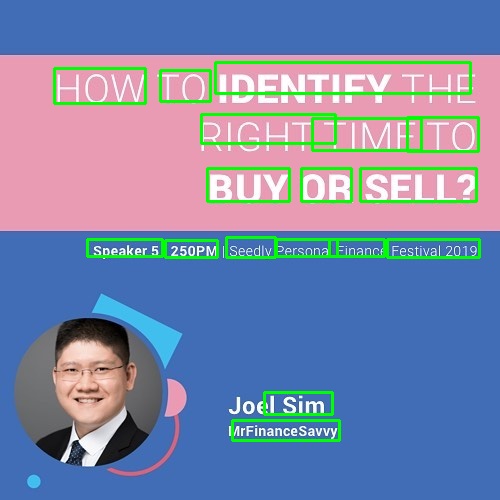 HOW TO IDENTIFY THE
RIGHT TIME TO
BUY OR SELL?
Speaker 5 | 250PM | Seedly Personal Finance Festival 2019
Joel Sim
MrFinanceSavvy